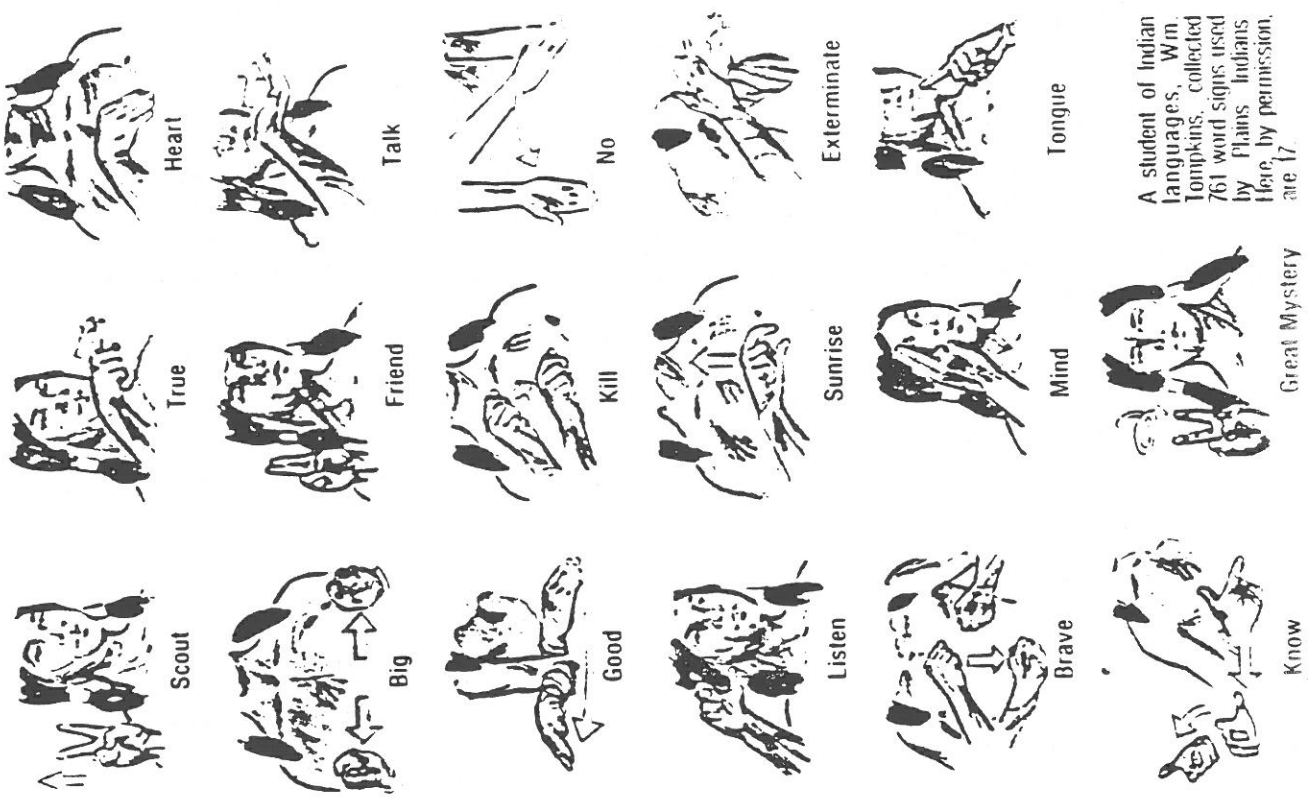 Scout
True
Heart
Big
Friend
Talk
Good
Kill
No
Listen
Sunrise
Exterminate
Brave
Mind
Tongue
Know
Great Mystery
A student of Indian
languages, Wm.
Tompkins, collected
761 word signs used
by Plains Indians
Here, by permission,
are 17.